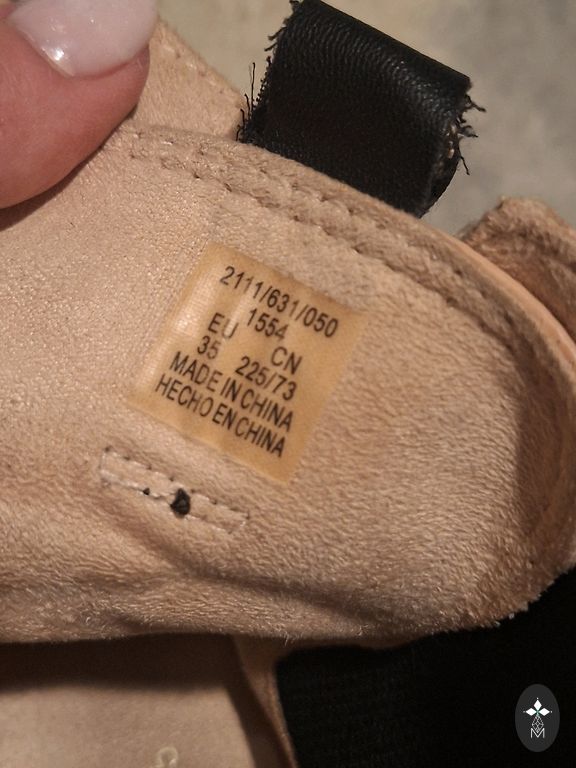 2111/631/050
1554
EU CN
35 225/73
MADE IN CHINA
HECHO EN CHINA
M